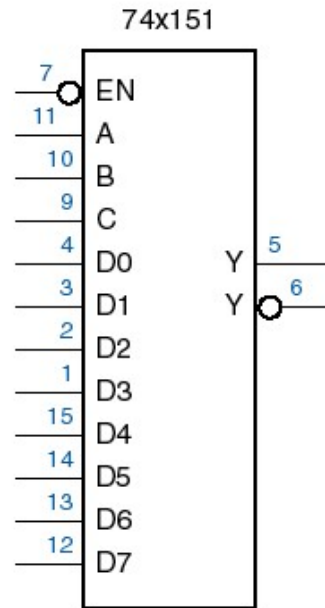 74x151
7 EN
11 A
10 B
9 C
4 D0 Y 5
3 D1 Y 6
2 D2
1 D3
15 D4
14 D5
13 D6
12 D7